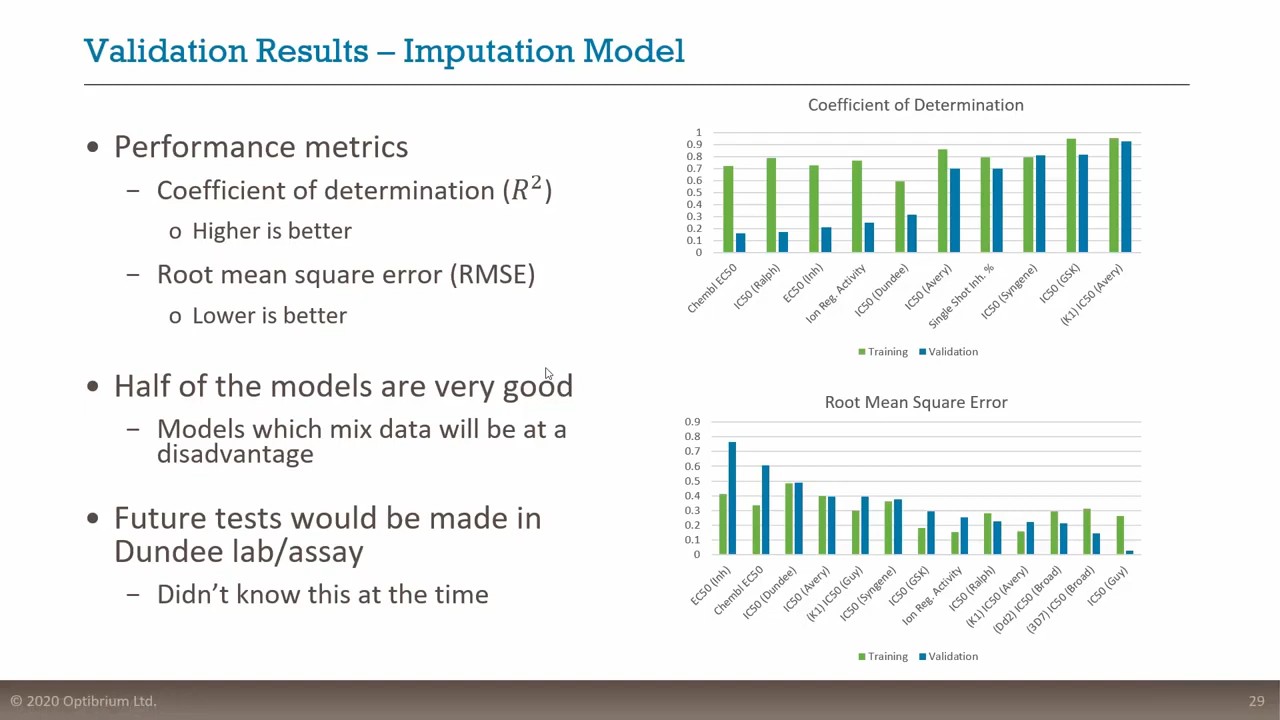 Validation Results – Imputation Model
• Performance metrics
– Coefficient of determination (R²)
o Higher is better
– Root mean square error (RMSE)
o Lower is better
• Half of the models are very good
– Models which mix data will be at a
disadvantage
• Future tests would be made in
Dundee lab/assay
– Didn't know this at the time
Coefficient of Determination
1
0.9
0.8
0.7
0.6
0.5
0.4
0.3
0.2
0.1
0
Chembl EC50
IC50 (Ralph)
EC50 (Inh)
Ion Reg. Activity
IC50 (Dundee)
IC50 (Avery)
Single Shot Inh. %
IC50 (Syngene)
IC50 (GSK)
(K1) IC50 (Avery)
Training Validation
Root Mean Square Error
0.9
0.8
0.7
0.6
0.5
0.4
0.3
0.2
0.1
0
EC50 (Inh)
Chembl EC50
IC50 (Dundee)
IC50 (Avery)
(K1) IC50 (Guy)
IC50 (Syngene)
IC50 (GSK)
Ion Reg. Activity
IC50 (Ralph)
(K1) IC50 (Avery)
(Dd2) IC50 (Broad)
(3D7) IC50 (Broad)
IC50 (Guy)
Training Validation
© 2020 Optibrium Ltd.
29